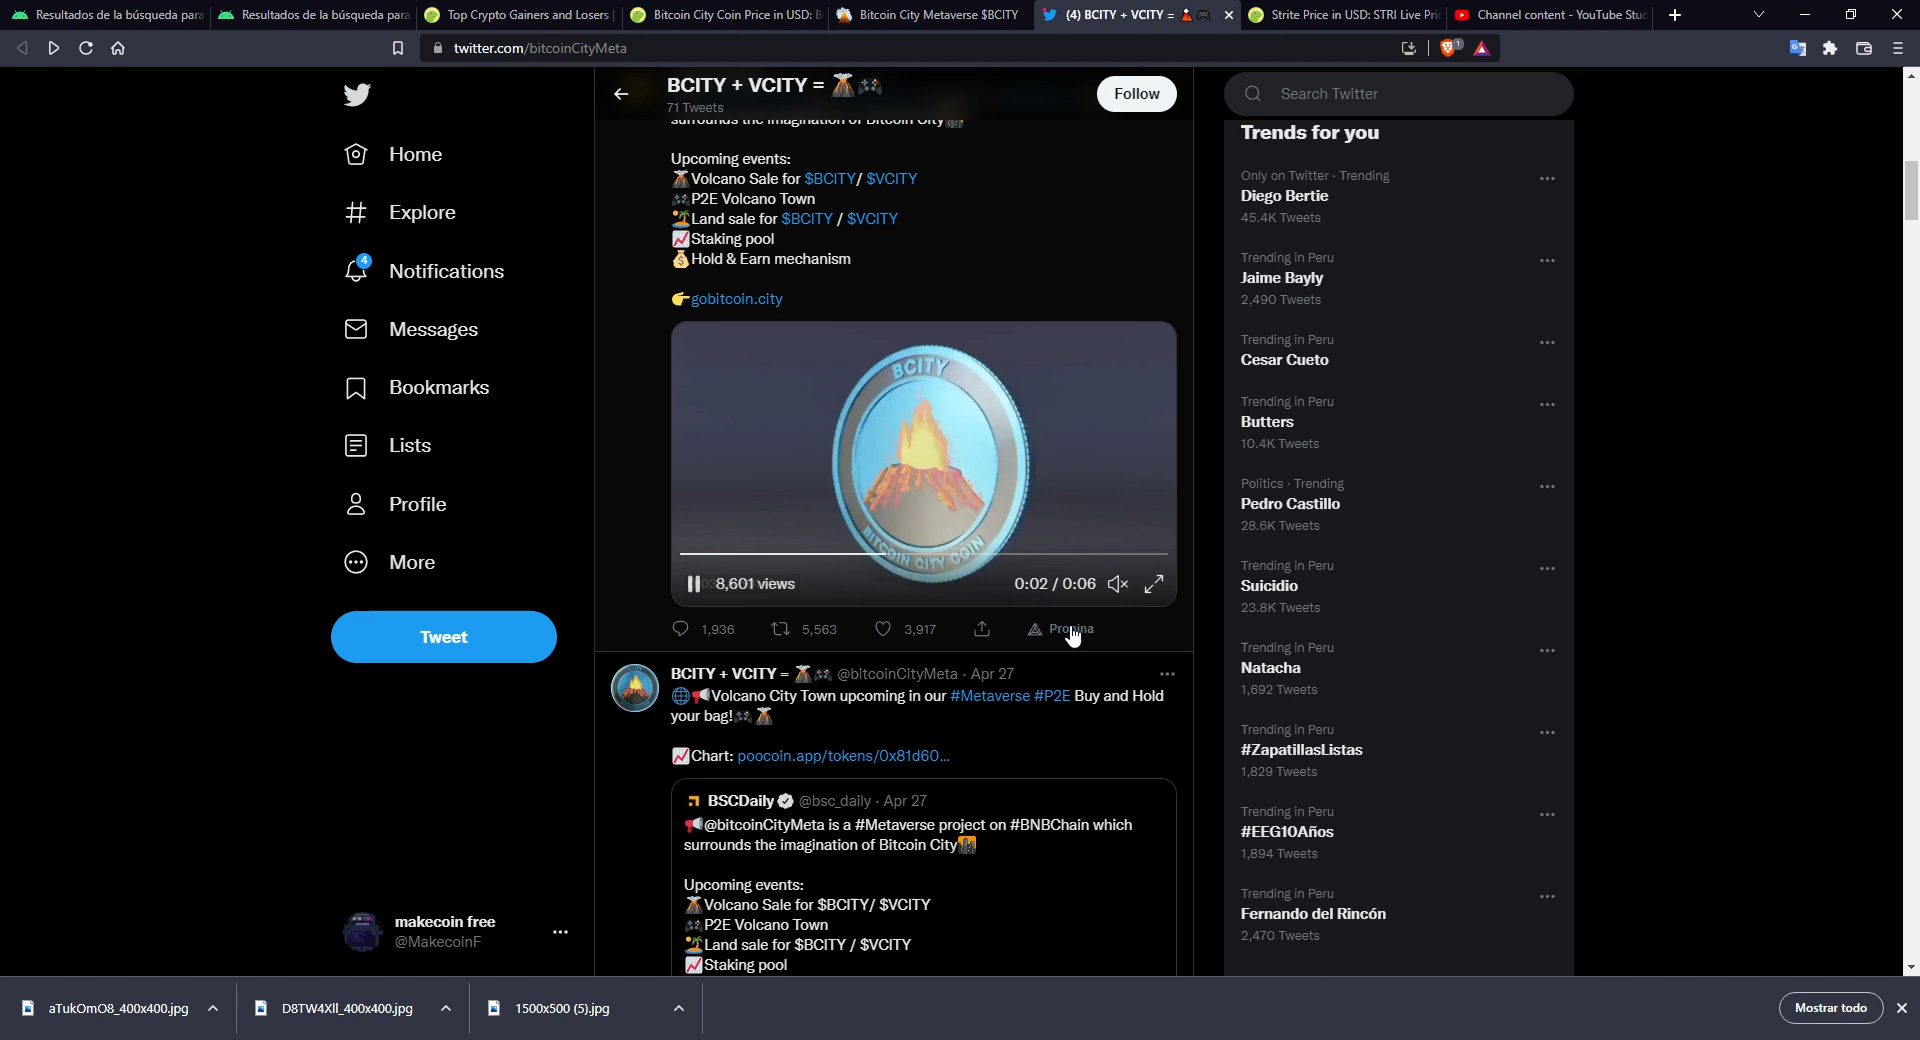 Resultados de la búsqueda para
Resultados de la búsqueda para
Top Crypto Gainers and Losers
Bitcoin City Coin Price in USD: B
Bitcoin City Metaverse $BCITY
(4) BCITY + VCITY =
Strite Price in USD: STRI Live Pric
Channel content - YouTube Stud
twitter.com/bitcoinCityMeta
1
BCITY + VCITY =
71 Tweets
Follow
Search Twitter
surrounds the imagination of Bitcoin City
Home
Explore
4
Notifications
Messages
Bookmarks
Lists
Profile
More
Tweet
makecoin free
@MakecoinF
Upcoming events:
Volcano Sale for $BCITY/ $VCITY
P2E Volcano Town
Land sale for $BCITY / $VCITY
Staking pool
Hold & Earn mechanism
gobitcoin.city
BCITY
BITCOIN CITY COIN
8,601 views
0:02 / 0:06
1,936
5,563
3,917
Propina
BCITY + VCITY = @bitcoinCityMeta · Apr 27
Volcano City Town upcoming in our #Metaverse #P2E Buy and Hold
your bag!
Chart: poocoin.app/tokens/0x81d60...
BSCDaily @bsc_daily · Apr 27
@bitcoinCityMeta is a #Metaverse project on #BNBChain which
surrounds the imagination of Bitcoin City
Upcoming events:
Volcano Sale for $BCITY/ $VCITY
P2E Volcano Town
Land sale for $BCITY / $VCITY
Staking pool
Trends for you
Only on Twitter · Trending
Diego Bertie
45.4K Tweets
Trending in Peru
Jaime Bayly
2,490 Tweets
Trending in Peru
Cesar Cueto
Trending in Peru
Butters
10.4K Tweets
Politics · Trending
Pedro Castillo
28.6K Tweets
Trending in Peru
Suicidio
23.8K Tweets
Trending in Peru
Natacha
1,692 Tweets
Trending in Peru
#ZapatillasListas
1,829 Tweets
Trending in Peru
#EEG10Años
1,894 Tweets
Trending in Peru
Fernando del Rincón
2,470 Tweets
aTukOmO8_400x400.jpg
D8TW4XlI_400x400.jpg
1500x500 (5).jpg
Mostrar todo